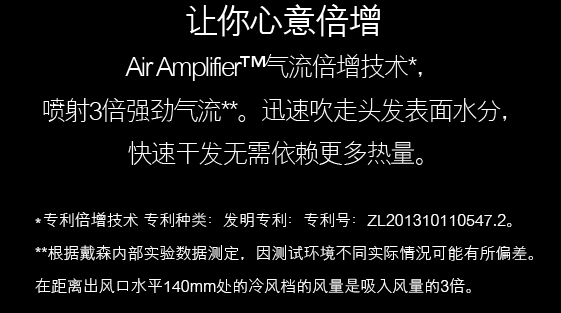 让你心意倍增
Air Amplifier™气流倍增技术*，
喷射3倍强劲气流**。迅速吹走头发表面水分，
快速干发无需依赖更多热量。
*专利倍增技术 专利种类：发明专利：专利号：ZL201310110547.2。
**根据戴森内部实验数据测定，因测试环境不同实际情况可能有所偏差。
在距离出风口水平140mm处的冷风档的风量是吸入风量的3倍。